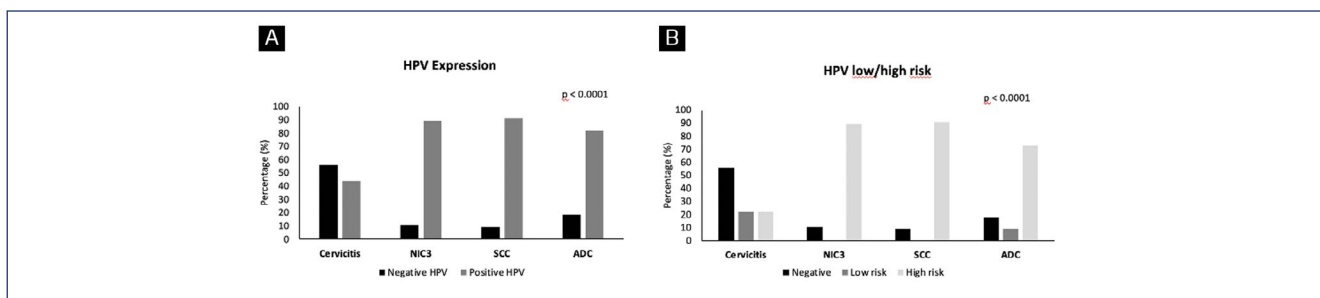 A
HPV Expression
p < 0.0001
Percentage (%)
100
90
80
70
60
50
40
30
20
10
0
Cervicitis NIC3 SCC ADC
Negative HPV Positive HPV
B
HPV low/high risk
p < 0.0001
Percentage (%)
100
90
80
70
60
50
40
30
20
10
0
Cervicitis NIC3 SCC ADC
Negative Low risk High risk